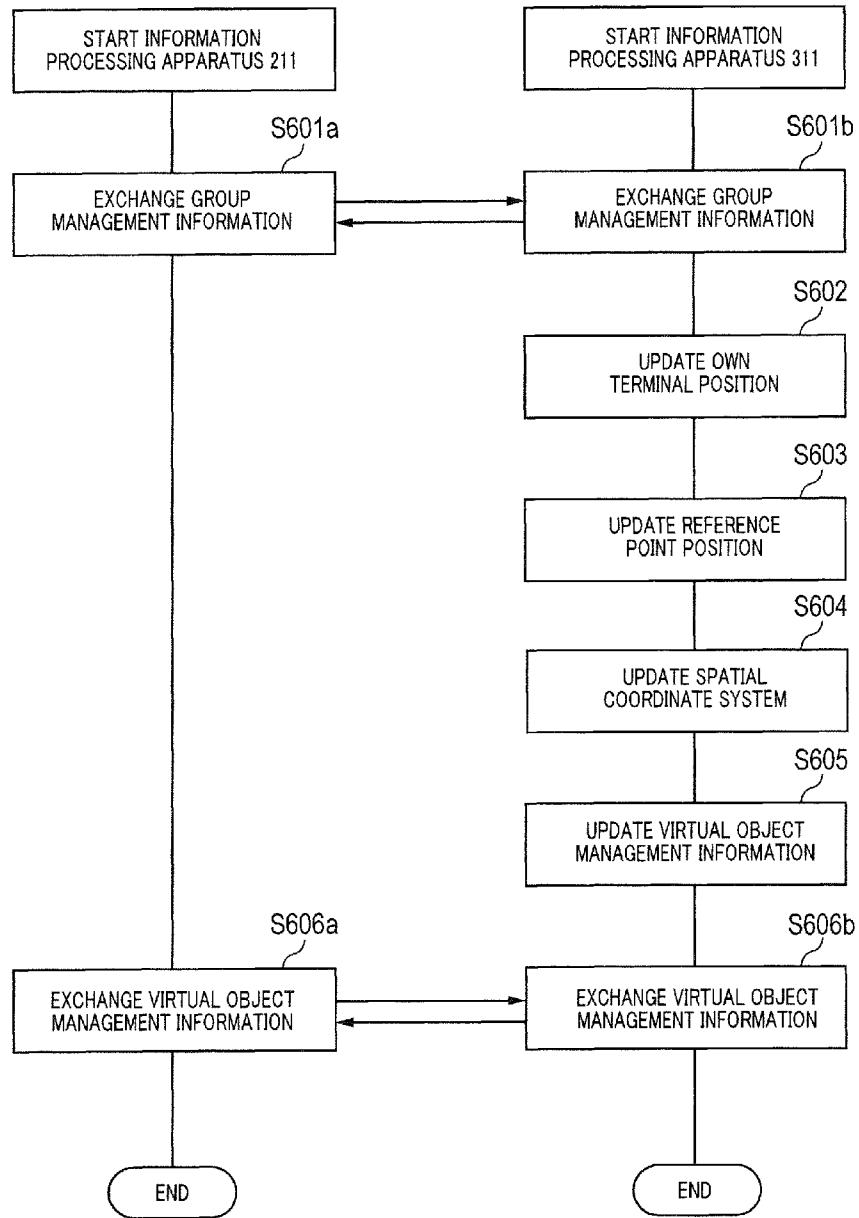 START INFORMATION
PROCESSING APPARATUS 211
START INFORMATION
PROCESSING APPARATUS 311
S601a
EXCHANGE GROUP
MANAGEMENT INFORMATION
S601b
EXCHANGE GROUP
MANAGEMENT INFORMATION
S602
UPDATE OWN
TERMINAL POSITION
S603
UPDATE REFERENCE
POINT POSITION
S604
UPDATE SPATIAL
COORDINATE SYSTEM
S605
UPDATE VIRTUAL OBJECT
MANAGEMENT INFORMATION
S606a
EXCHANGE VIRTUAL OBJECT
MANAGEMENT INFORMATION
S606b
EXCHANGE VIRTUAL OBJECT
MANAGEMENT INFORMATION
END
END